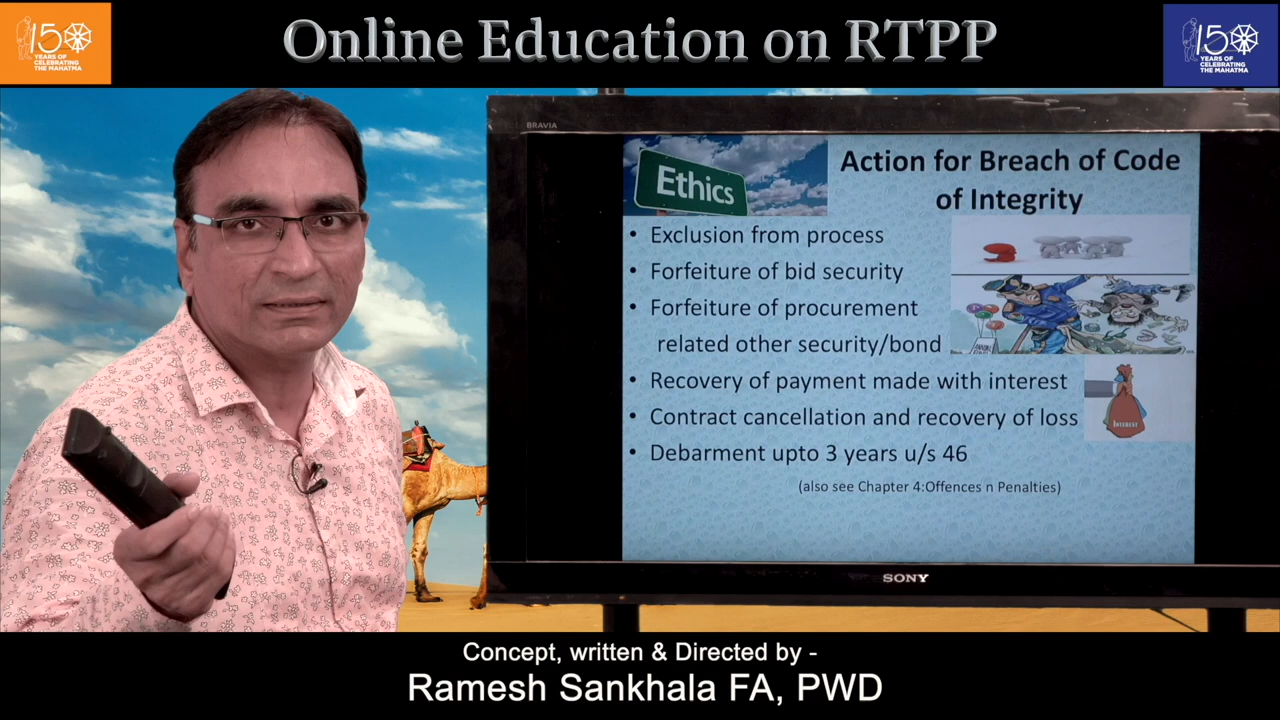 150
YEARS OF
CELEBRATING
THE MAHATMA
Online Education on RTPP
150
YEARS OF
CELEBRATING
THE MAHATMA
BRAVIA
Ethics
Action for Breach of Code
of Integrity
• Exclusion from process
• Forfeiture of bid security
• Forfeiture of procurement
related other security/bond
• Recovery of payment made with interest
• Contract cancellation and recovery of loss
INTEREST
• Debarment upto 3 years u/s 46
(also see Chapter 4:Offences n Penalties)
SONY
Concept, written & Directed by -
Ramesh Sankhala FA, PWD